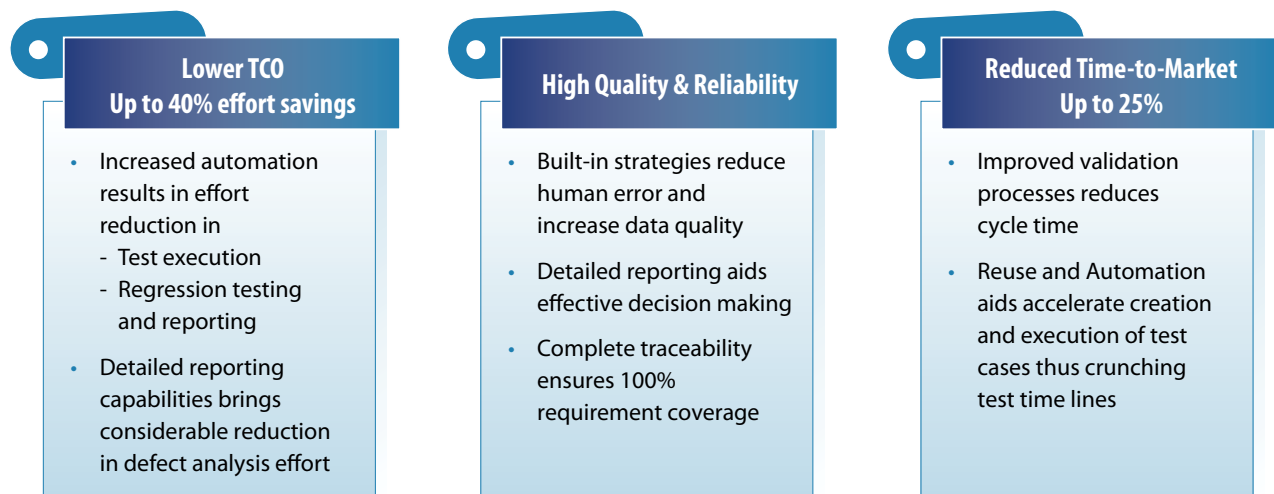 Lower TCO
Up to 40% effort savings
• Increased automation
results in effort
reduction in
- Test execution
- Regression testing
and reporting
• Detailed reporting
capabilities brings
considerable reduction
in defect analysis effort
High Quality & Reliability
• Built-in strategies reduce
human error and
increase data quality
• Detailed reporting aids
effective decision making
• Complete traceability
ensures 100%
requirement coverage
Reduced Time-to-Market
Up to 25%
• Improved validation
processes reduces
cycle time
• Reuse and Automation
aids accelerate creation
and execution of test
cases thus crunching
test time lines